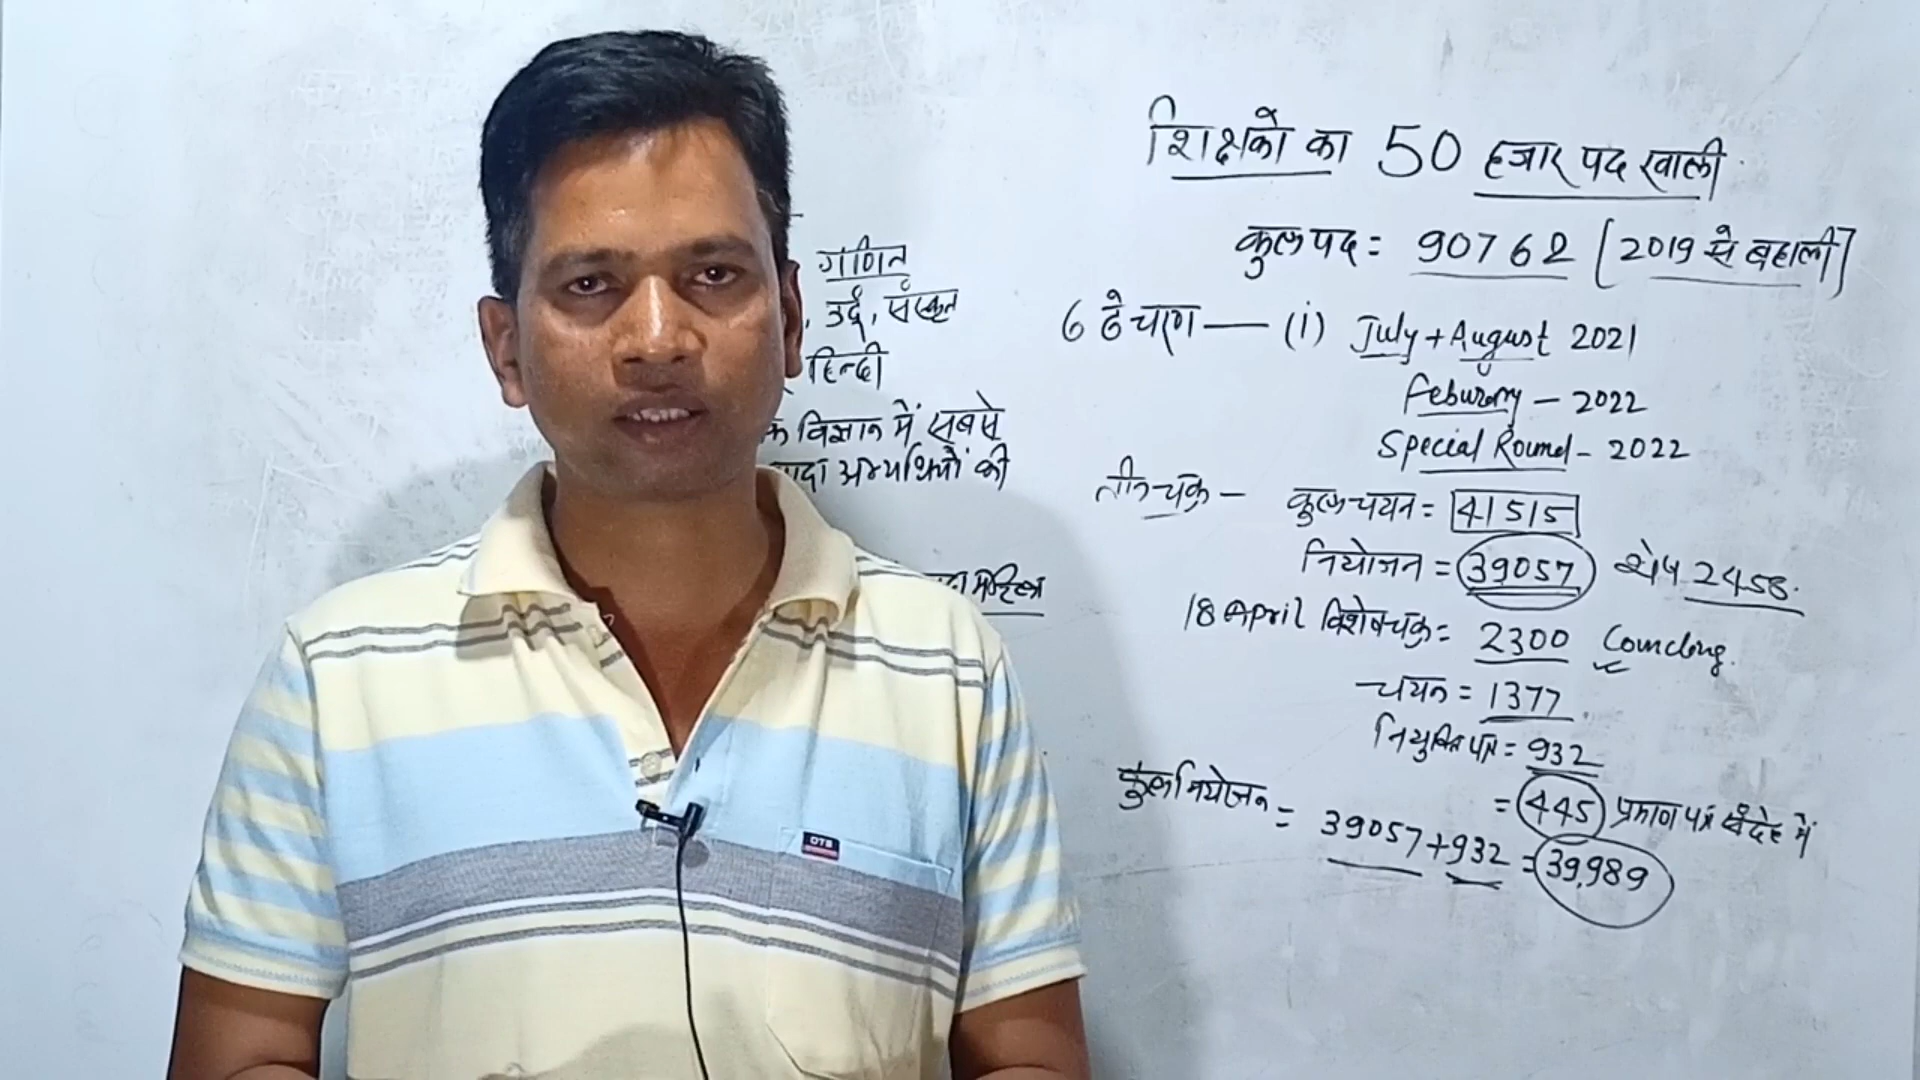 गणित
उर्दू, संस्कृत
हिन्दी
विज्ञान में सबसे
अभ्यर्थियों की
महिला
शिक्षको का 50 हजार पद खाली
कुल पद = 90762 [2019 से बहाली]
6 ठे चरण — (i) July + August 2021
Feburary - 2022
Special Round - 2022
तीन चक्र - कुल चयन = 41515
नियोजन = 39057 शेष 2458.
18 April विशेष चक्र = 2300
चयन = 1377
नियुक्ति पत्र = 932
= 445 प्रमाण पत्र संदेह में
कुल नियोजन = 39057 + 932 = 39,989
DTB